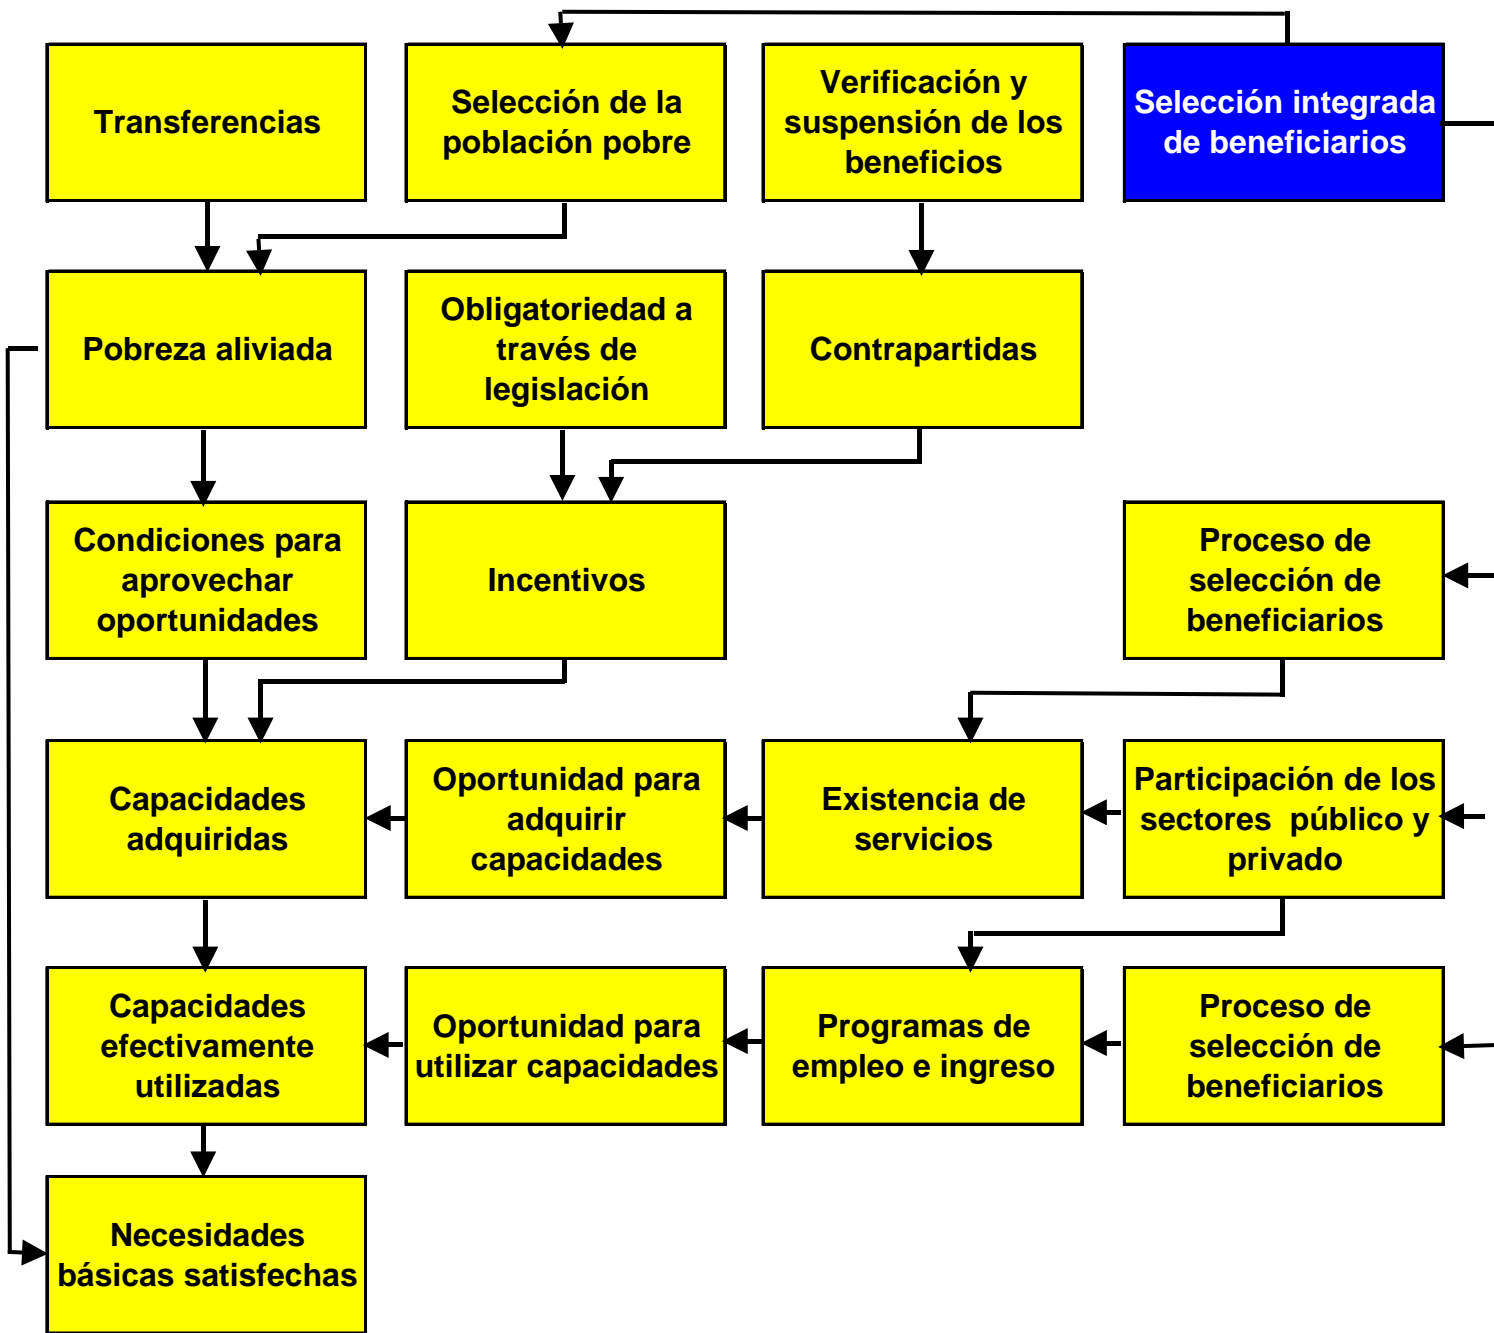 Transferencias
Selección de la
población pobre
Verificación y
suspensión de los
beneficios
Selección integrada
de beneficiarios
Pobreza aliviada
Obligatoriedad a
través de
legislación
Contrapartidas
Condiciones para
aprovechar
oportunidades
Incentivos
Proceso de
selección de
beneficiarios
Capacidades
adquiridas
Oportunidad para
adquirir
capacidades
Existencia de
servicios
Participación de los
sectores público y
privado
Capacidades
efectivamente
utilizadas
Oportunidad para
utilizar capacidades
Programas de
empleo e ingreso
Proceso de
selección de
beneficiarios
Necesidades
básicas satisfechas